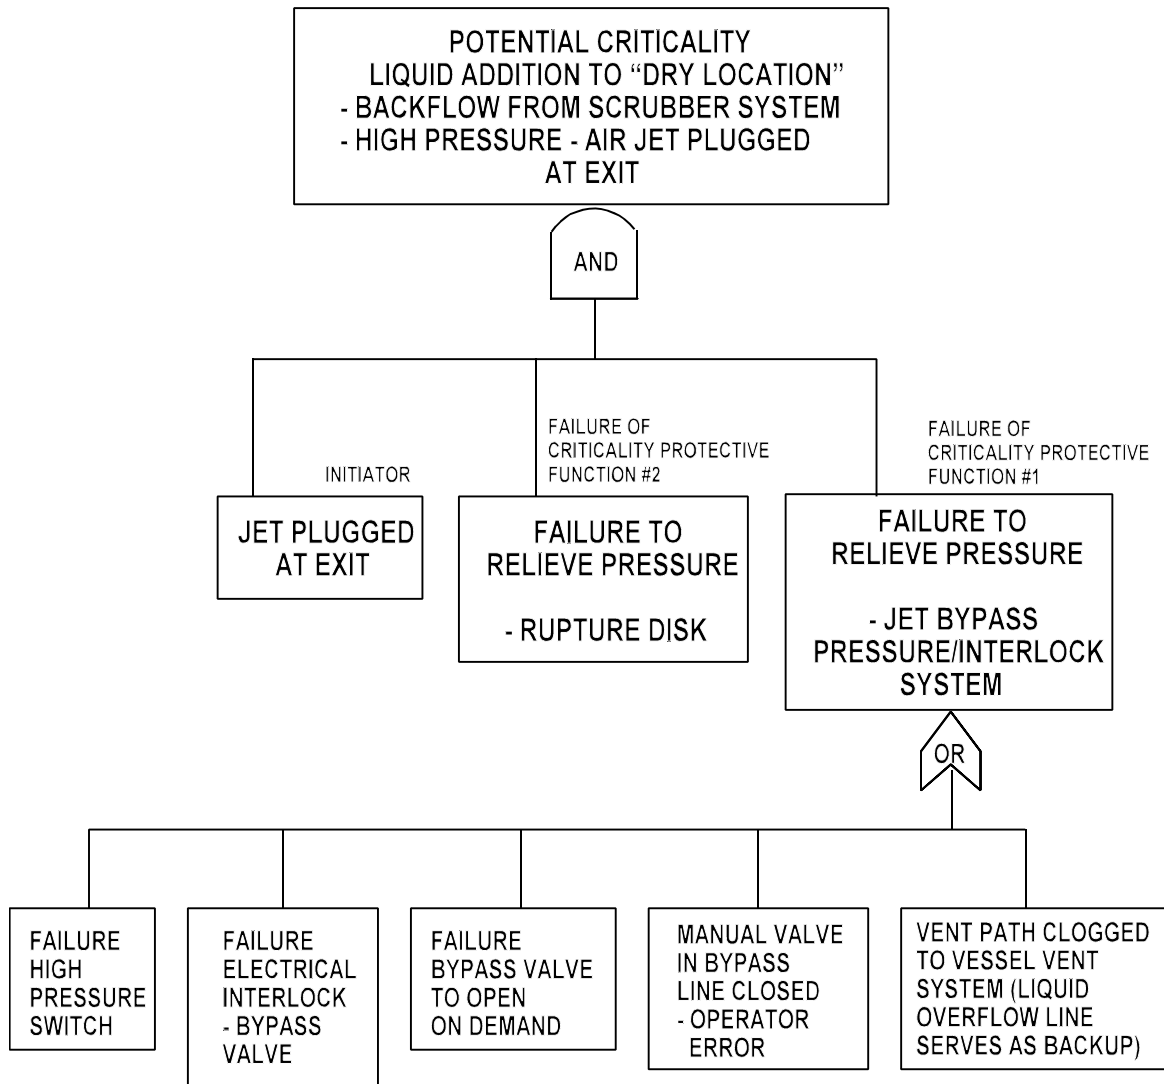 POTENTIAL CRITICALITY
LIQUID ADDITION TO “DRY LOCATION”
- BACKFLOW FROM SCRUBBER SYSTEM
- HIGH PRESSURE - AIR JET PLUGGED
AT EXIT
AND
INITIATOR
JET PLUGGED
AT EXIT
FAILURE OF
CRITICALITY PROTECTIVE
FUNCTION #2
FAILURE TO
RELIEVE PRESSURE
- RUPTURE DISK
FAILURE OF
CRITICALITY PROTECTIVE
FUNCTION #1
FAILURE TO
RELIEVE PRESSURE
- JET BYPASS
PRESSURE/INTERLOCK
SYSTEM
OR
FAILURE
HIGH
PRESSURE
SWITCH
FAILURE
ELECTRICAL
INTERLOCK
- BYPASS
VALVE
FAILURE
BYPASS VALVE
TO OPEN
ON DEMAND
MANUAL VALVE
IN BYPASS
LINE CLOSED
- OPERATOR
ERROR
VENT PATH CLOGGED
TO VESSEL VENT
SYSTEM (LIQUID
OVERFLOW LINE
SERVES AS BACKUP)